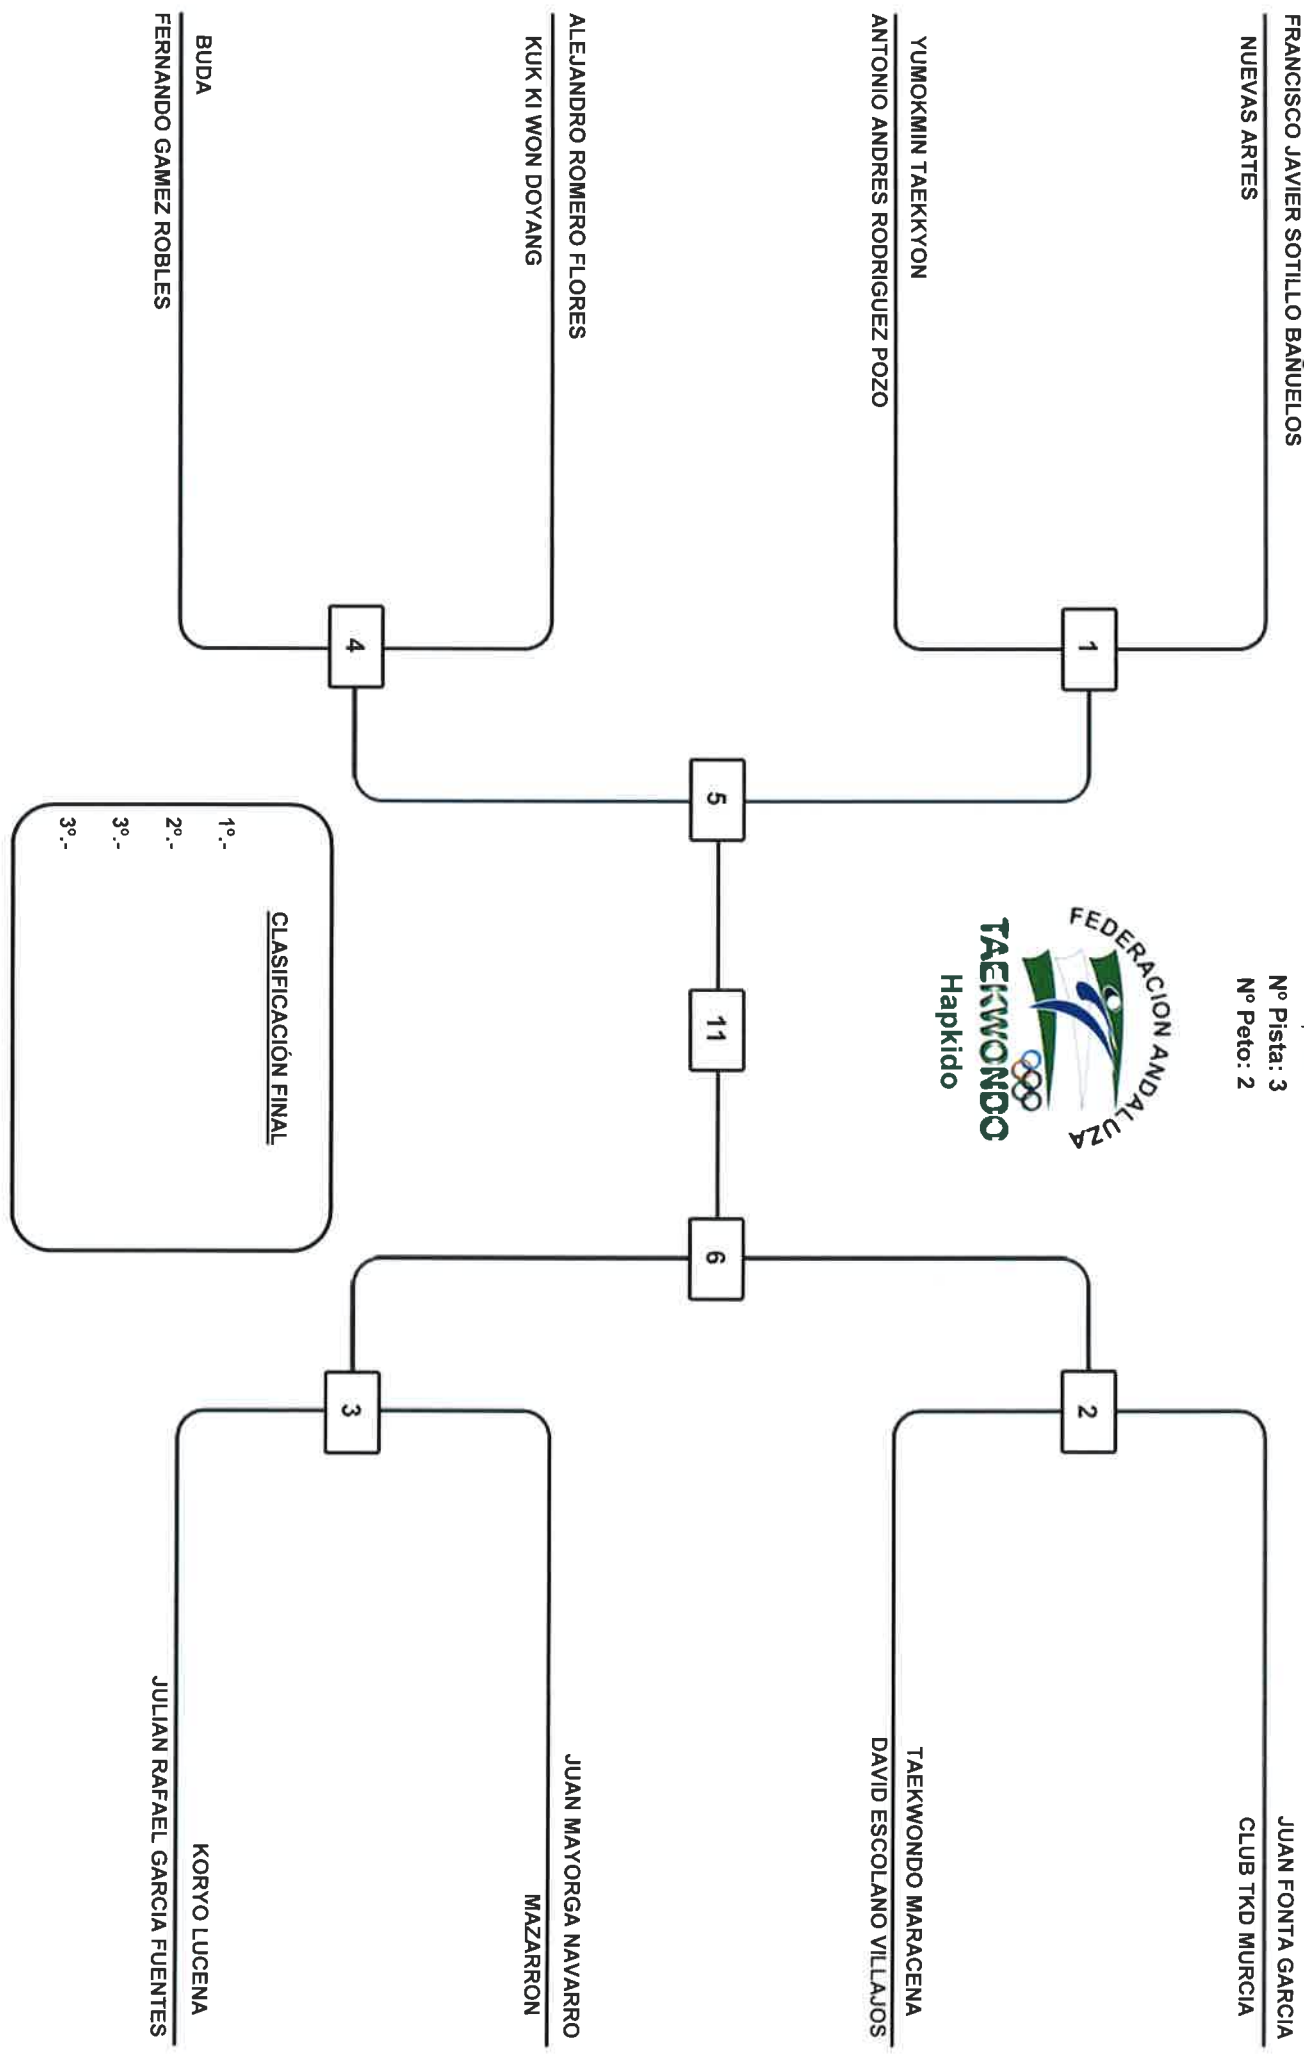 FRANCISCO JAVIER SOTILLO BAÑUELOS
NUEVAS ARTES
YUMOKMIN TAEKKYON
ANTONIO ANDRES RODRIGUEZ POZO
ALEJANDRO ROMERO FLORES
KUK KI WON DOYANG
BUDA
FERNANDO GAMEZ ROBLES
1
4
5
Nº Pista: 3
Nº Peto: 2
FEDERACION ANDALUZA
TAEKWONDO
Hapkido
11
CLASIFICACIÓN FINAL
1º.-
2º.-
3º.-
3º.-
6
2
3
JUAN FONTA GARCIA
CLUB TKD MURCIA
TAEKWONDO MARACENA
DAVID ESCOLANO VILLAJOS
JUAN MAYORGA NAVARRO
MAZARRON
KORYO LUCENA
JULIAN RAFAEL GARCIA FUENTES